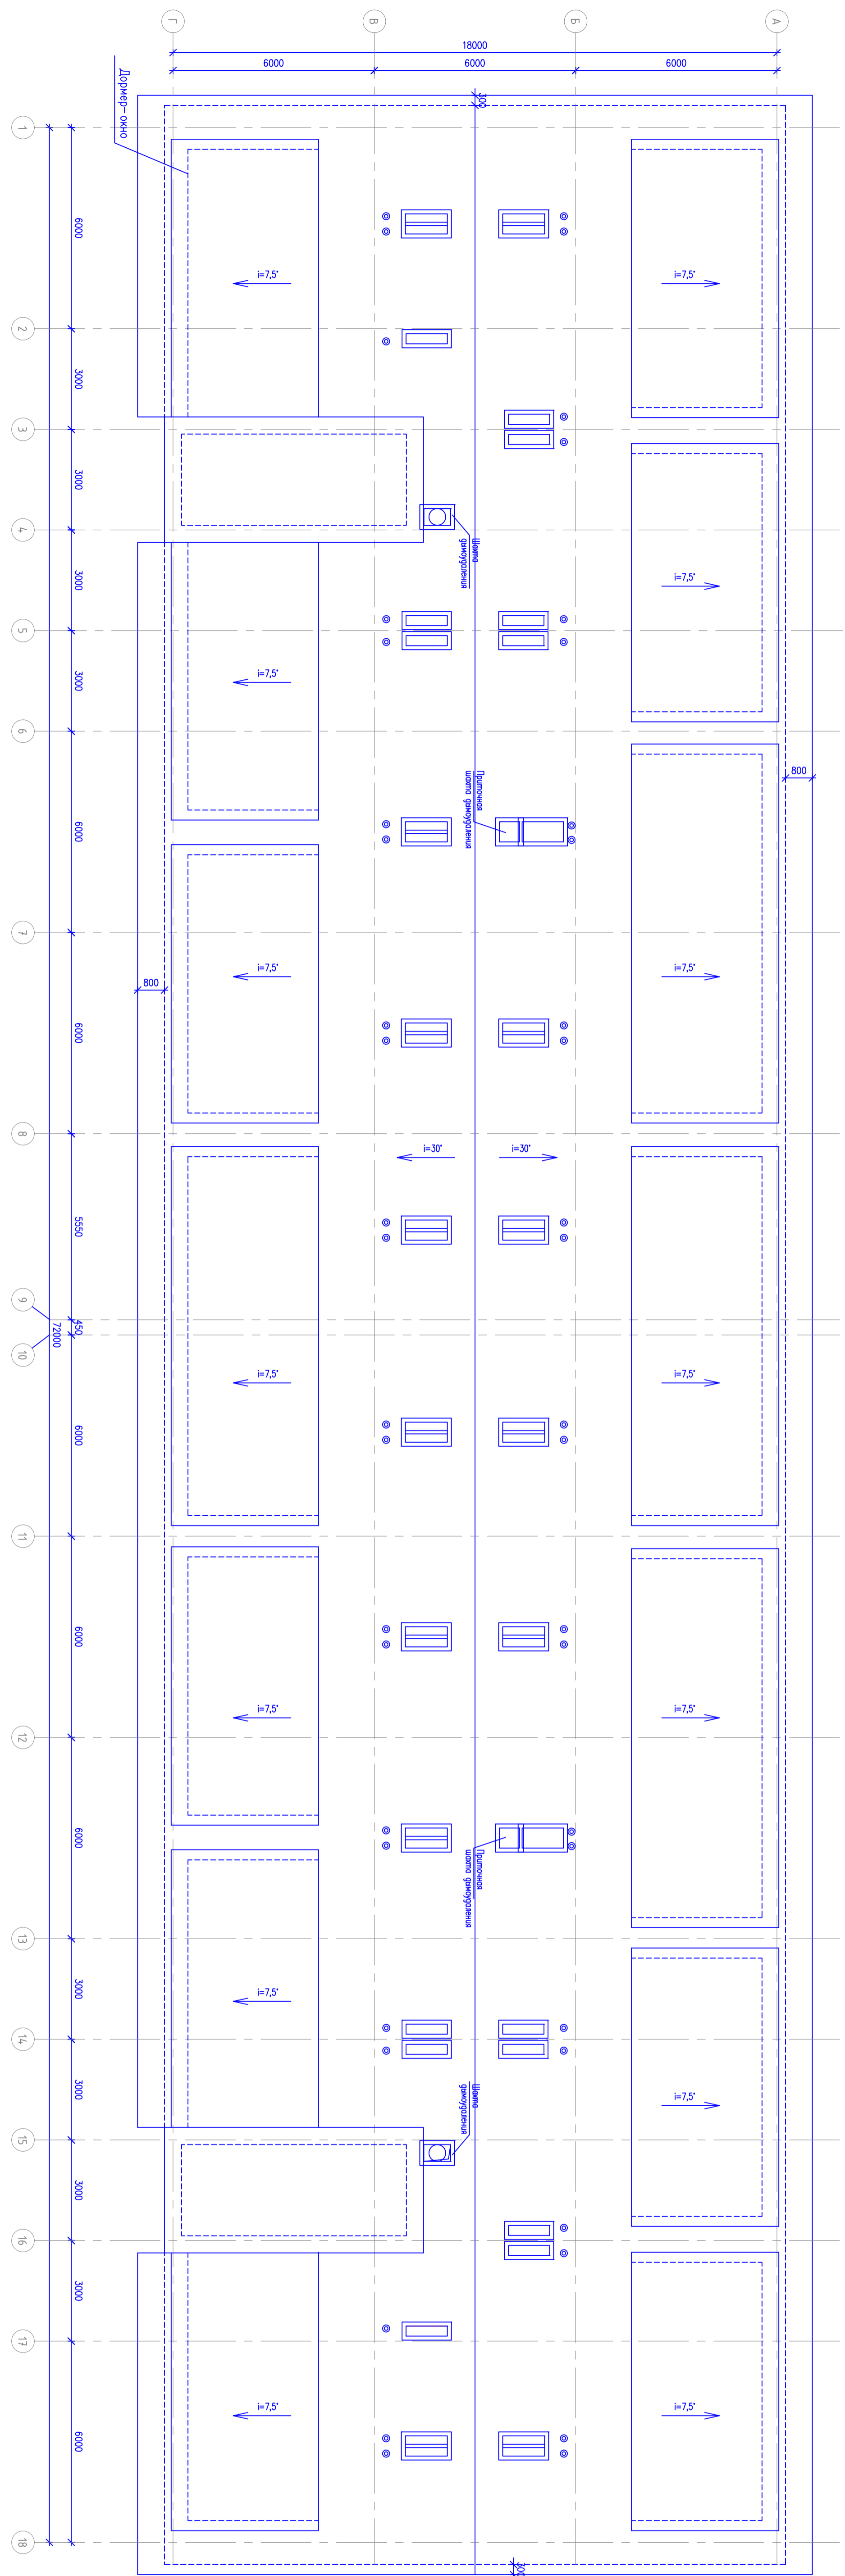 Г
В
Б
А
18000
6000
6000
6000
300
Дормер-окно
1
6000
i=7,5°
i=7,5°
2
3000
3
3000
4
Шахта
дымоудаления
3000
i=7,5°
5
3000
i=7,5°
6
800
Приточная
шахта дымоудаления
6000
7
i=7,5°
i=7,5°
800
6000
8
i=30°
i=30°
5550
9
450
72000
10
i=7,5°
i=7,5°
6000
11
6000
i=7,5°
i=7,5°
12
6000
Приточная
шахта дымоудаления
13
3000
i=7,5°
14
3000
i=7,5°
Шахта
дымоудаления
15
3000
16
3000
17
i=7,5°
i=7,5°
6000
18
300